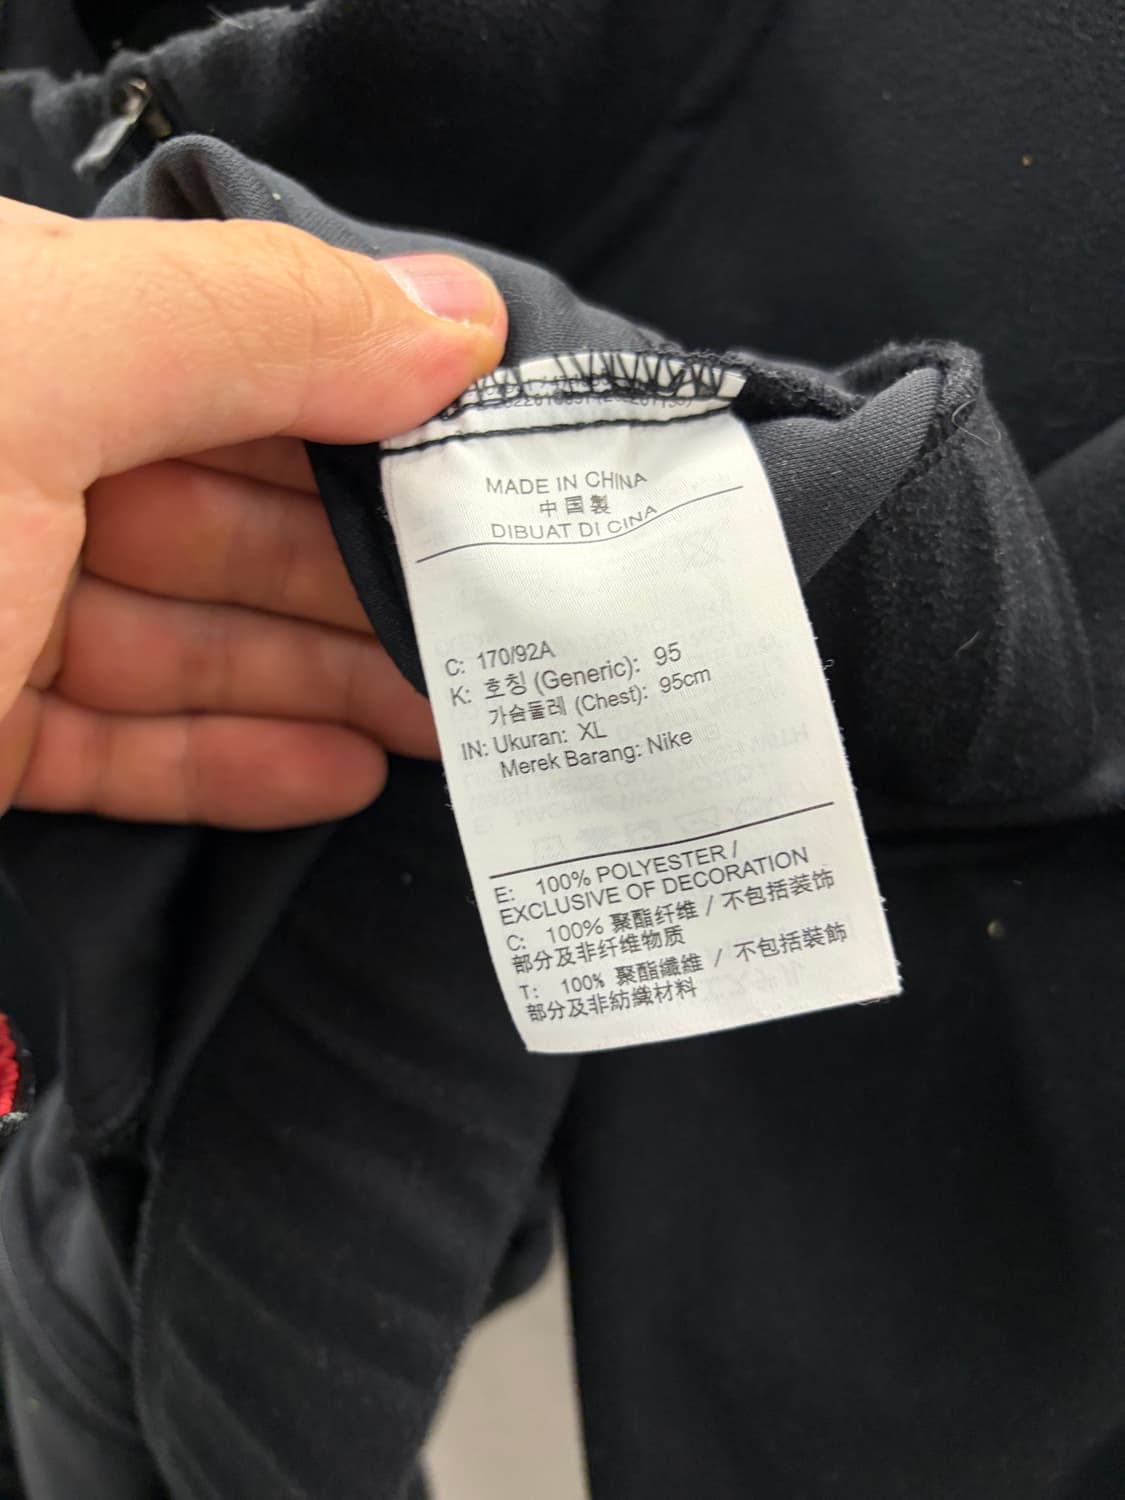 MADE IN CHINA
中国製
DIBUAT DI CINA
C: 170/92A
K: 호칭 (Generic): 95
가슴둘레 (Chest): 95cm
IN: Ukuran: XL
Merek Barang: Nike
E: 100% POLYESTER /
EXCLUSIVE OF DECORATION
C: 100% 聚酯纤维 / 不包括装饰
部分及非纤维物质
T: 100% 聚酯纖維 / 不包括裝飾
部分及非紡織材料